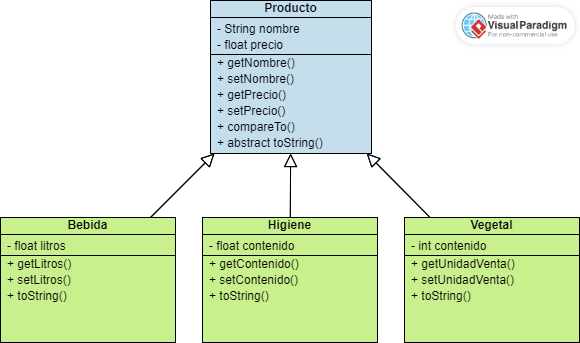 Producto
- String nombre
- float precio
+ getNombre()
+ setNombre()
+ getPrecio()
+ setPrecio()
+ compareTo()
+ abstract toString()
Made with
Visual Paradigm
For non-commercial use
Bebida
- float litros
+ getLitros()
+ setLitros()
+ toString()
Higiene
- float contenido
+ getContenido()
+ setContenido()
+ toString()
Vegetal
- int contenido
+ getUnidadVenta()
+ setUnidadVenta()
+ toString()